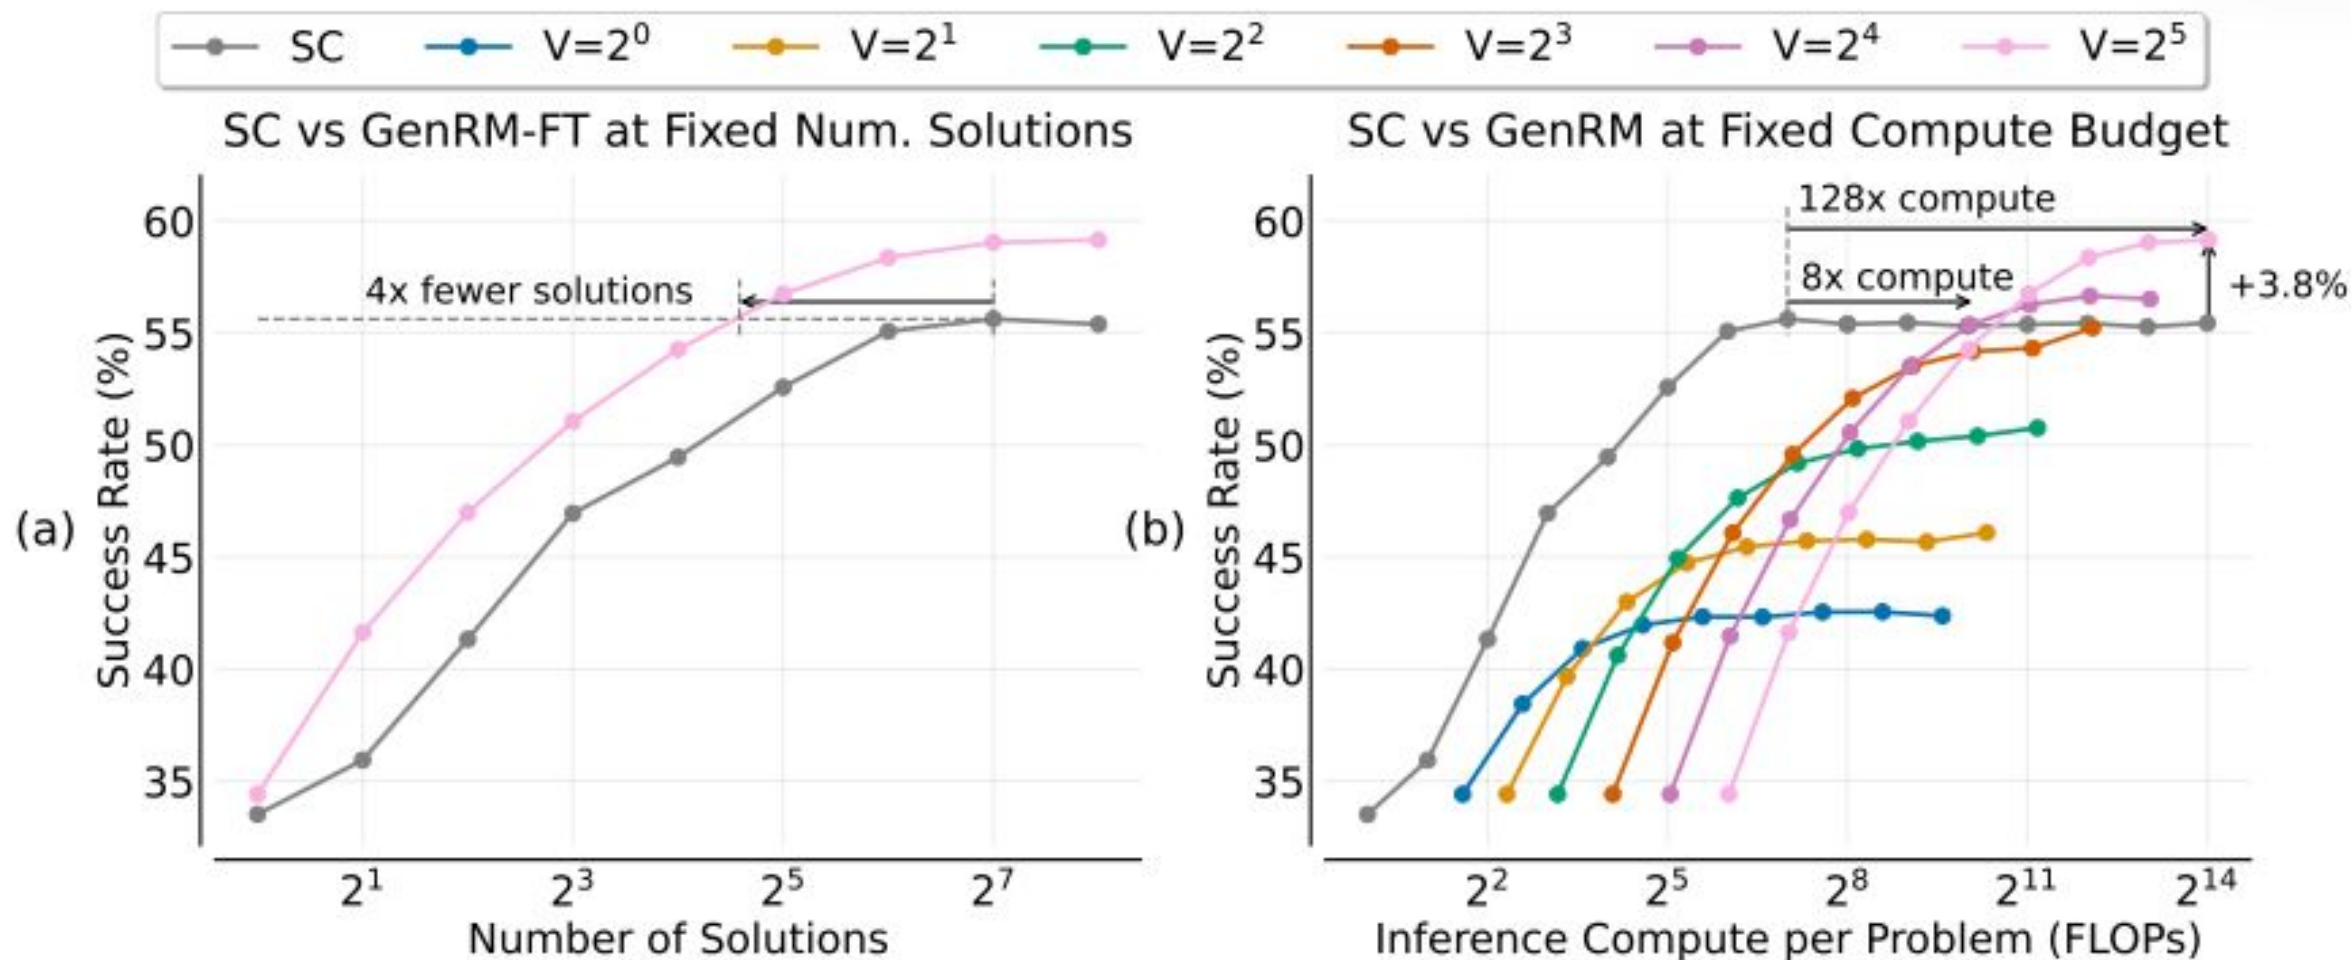 SC V=2⁰ V=2¹ V=2² V=2³ V=2⁴ V=2⁵
SC vs GenRM-FT at Fixed Num. Solutions
60
55
50
45
40
35
Success Rate (%)
(a)
4x fewer solutions
2¹ 2³ 2⁵ 2⁷
Number of Solutions
SC vs GenRM at Fixed Compute Budget
60
55
50
45
40
35
Success Rate (%)
(b)
128x compute
8x compute
+3.8%
2² 2⁵ 2⁸ 2¹¹ 2¹⁴
Inference Compute per Problem (FLOPs)